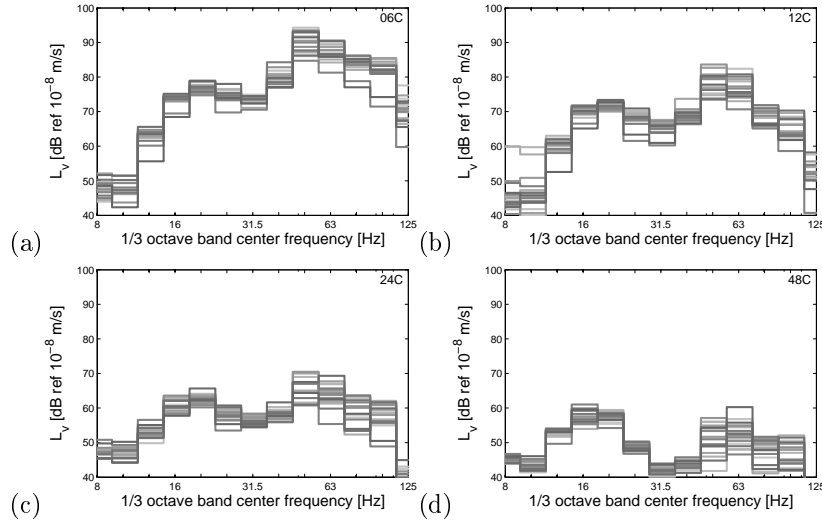 100
90
80
70
60
50
40
L_v [dB ref 10^-8 m/s]
06C
8 16 31.5 63 125
1/3 octave band center frequency [Hz]
(a)
100
90
80
70
60
50
40
L_v [dB ref 10^-8 m/s]
12C
8 16 31.5 63 125
1/3 octave band center frequency [Hz]
(b)
100
90
80
70
60
50
40
L_v [dB ref 10^-8 m/s]
24C
8 16 31.5 63 125
1/3 octave band center frequency [Hz]
(c)
100
90
80
70
60
50
40
L_v [dB ref 10^-8 m/s]
48C
8 16 31.5 63 125
1/3 octave band center frequency [Hz]
(d)